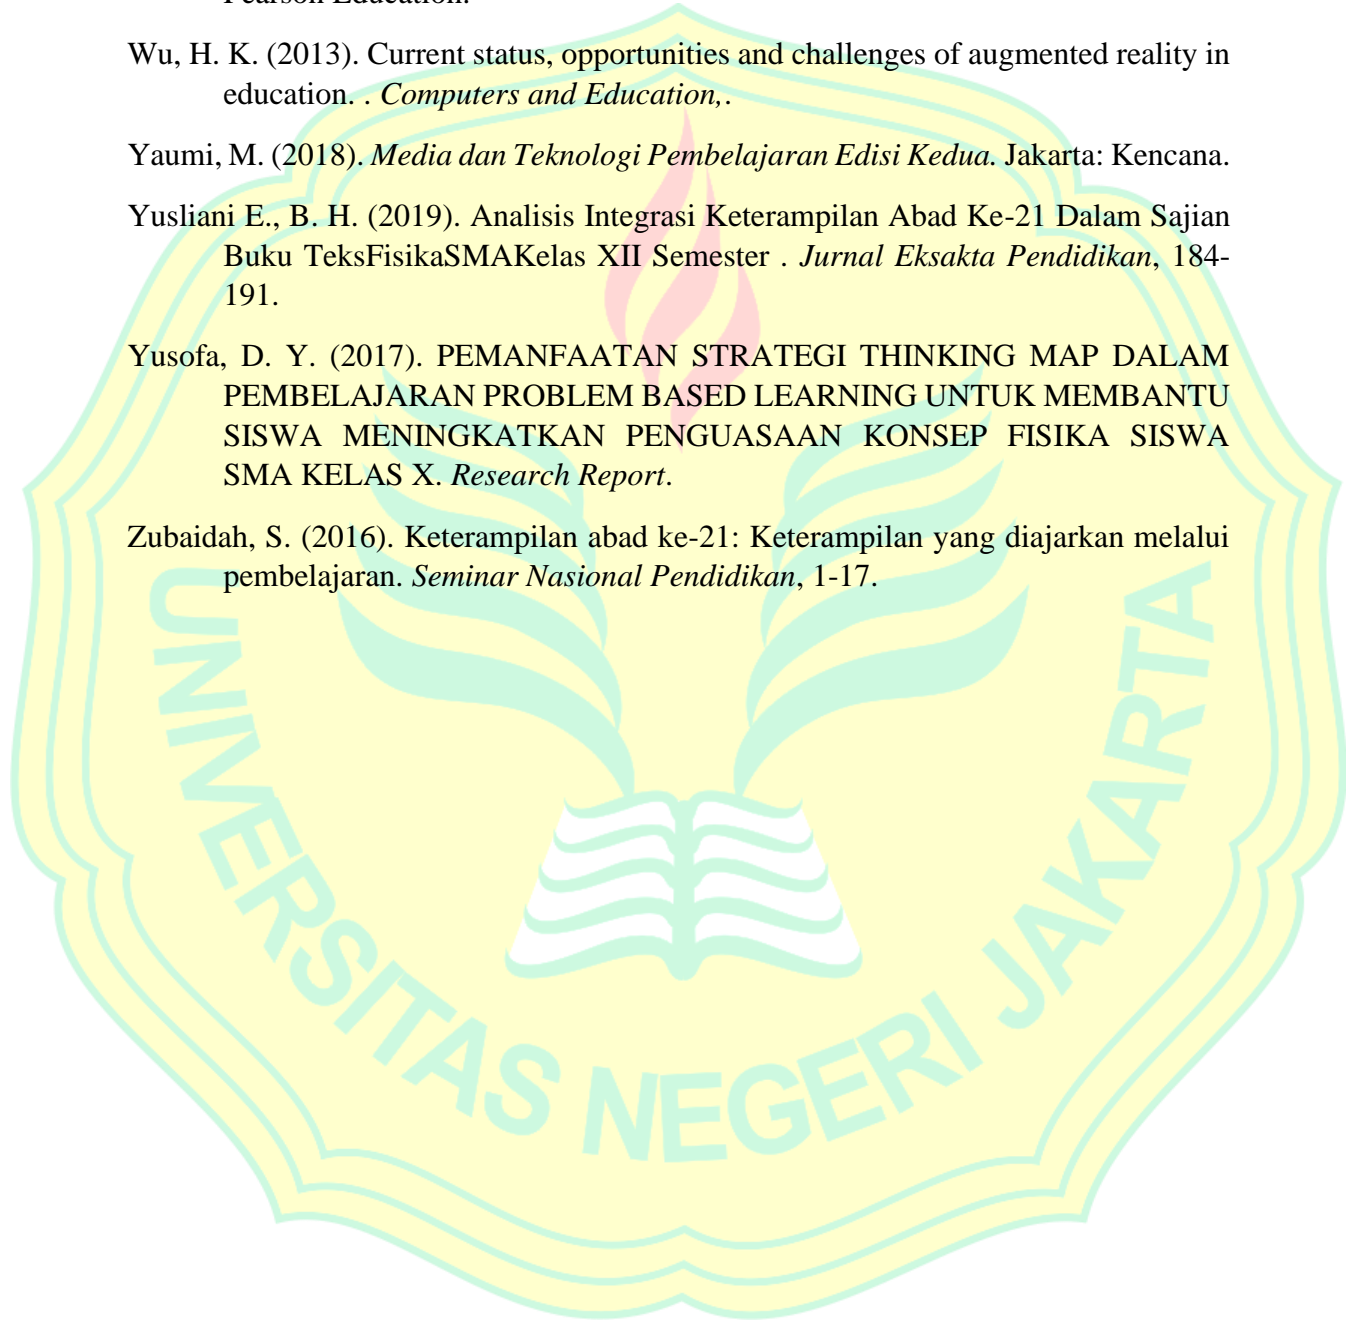 Pearson Education.
Wu, H. K. (2013). Current status, opportunities and challenges of augmented reality in
education. . Computers and Education,.
Yaumi, M. (2018). Media dan Teknologi Pembelajaran Edisi Kedua. Jakarta: Kencana.
Yusliani E., B. H. (2019). Analisis Integrasi Keterampilan Abad Ke-21 Dalam Sajian
Buku TeksFisikaSMAKelas XII Semester . Jurnal Eksakta Pendidikan, 184-
191.
Yusofa, D. Y. (2017). PEMANFAATAN STRATEGI THINKING MAP DALAM
PEMBELAJARAN PROBLEM BASED LEARNING UNTUK MEMBANTU
SISWA MENINGKATKAN PENGUASAAN KONSEP FISIKA SISWA
SMA KELAS X. Research Report.
Zubaidah, S. (2016). Keterampilan abad ke-21: Keterampilan yang diajarkan melalui
pembelajaran. Seminar Nasional Pendidikan, 1-17.
UNIVERSITAS NEGERI JAKARTA